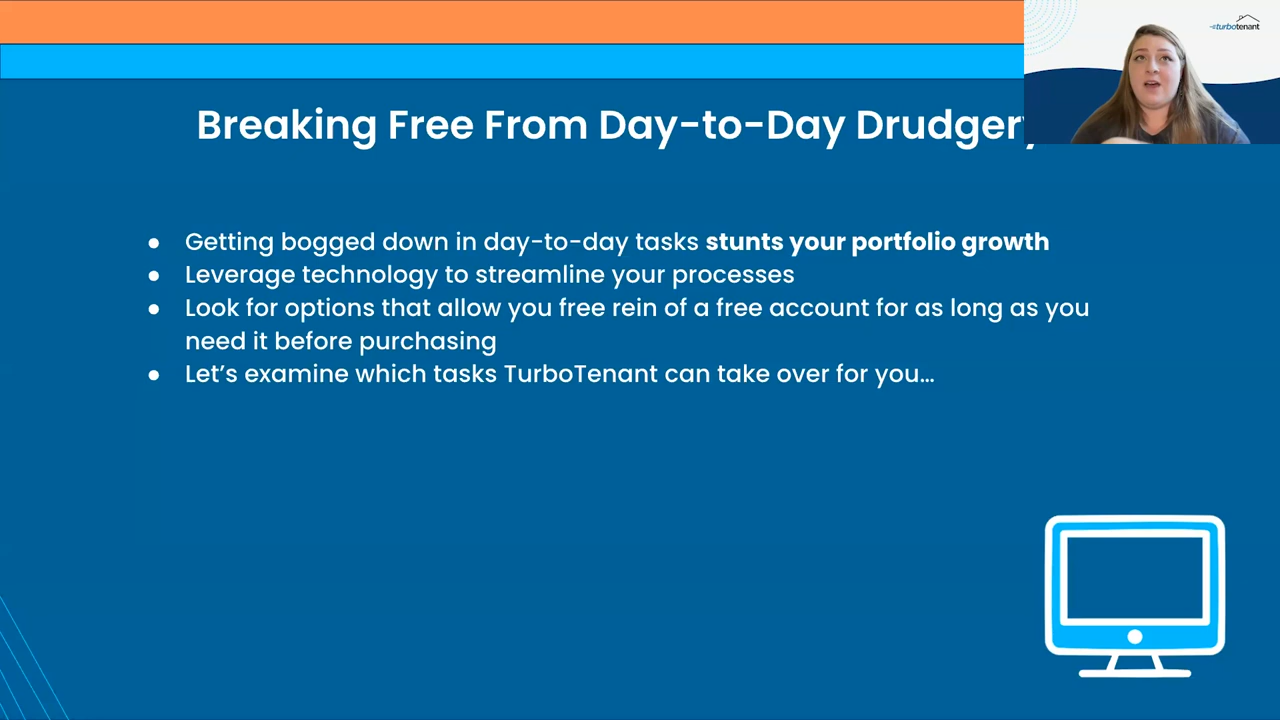 turbotenant
Breaking Free From Day-to-Day Drudgery
● Getting bogged down in day-to-day tasks stunts your portfolio growth
● Leverage technology to streamline your processes
● Look for options that allow you free rein of a free account for as long as you
need it before purchasing
● Let’s examine which tasks TurboTenant can take over for you…